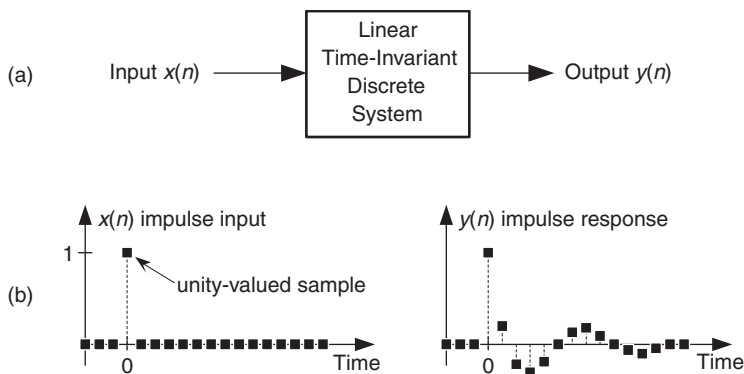 (a)
Input x(n)
Linear
Time-Invariant
Discrete
System
Output y(n)
(b)
x(n) impulse input
1
unity-valued sample
0
Time
y(n) impulse response
0
Time